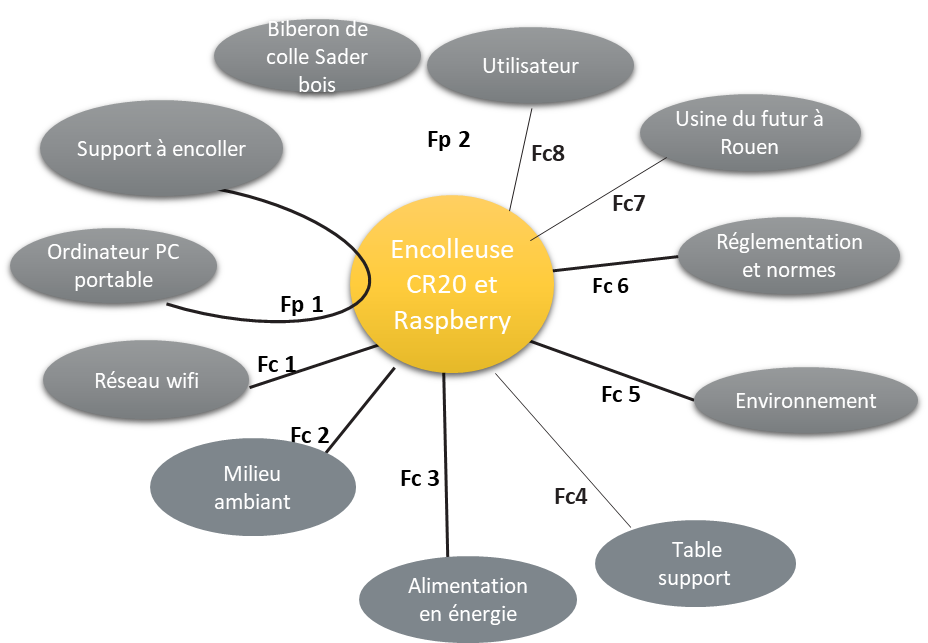 Biberon de
colle Sader
bois
Utilisateur
Usine du futur à
Rouen
Support à encoller
Fp 2
Fc8
Fc7
Ordinateur PC
portable
Encolleuse
CR20 et
Raspberry
Réglementation
et normes
Fp 1
Fc 6
Fc 1
Réseau wifi
Fc 5
Environnement
Fc 2
Milieu
ambiant
Fc 3
Fc4
Table
support
Alimentation
en énergie